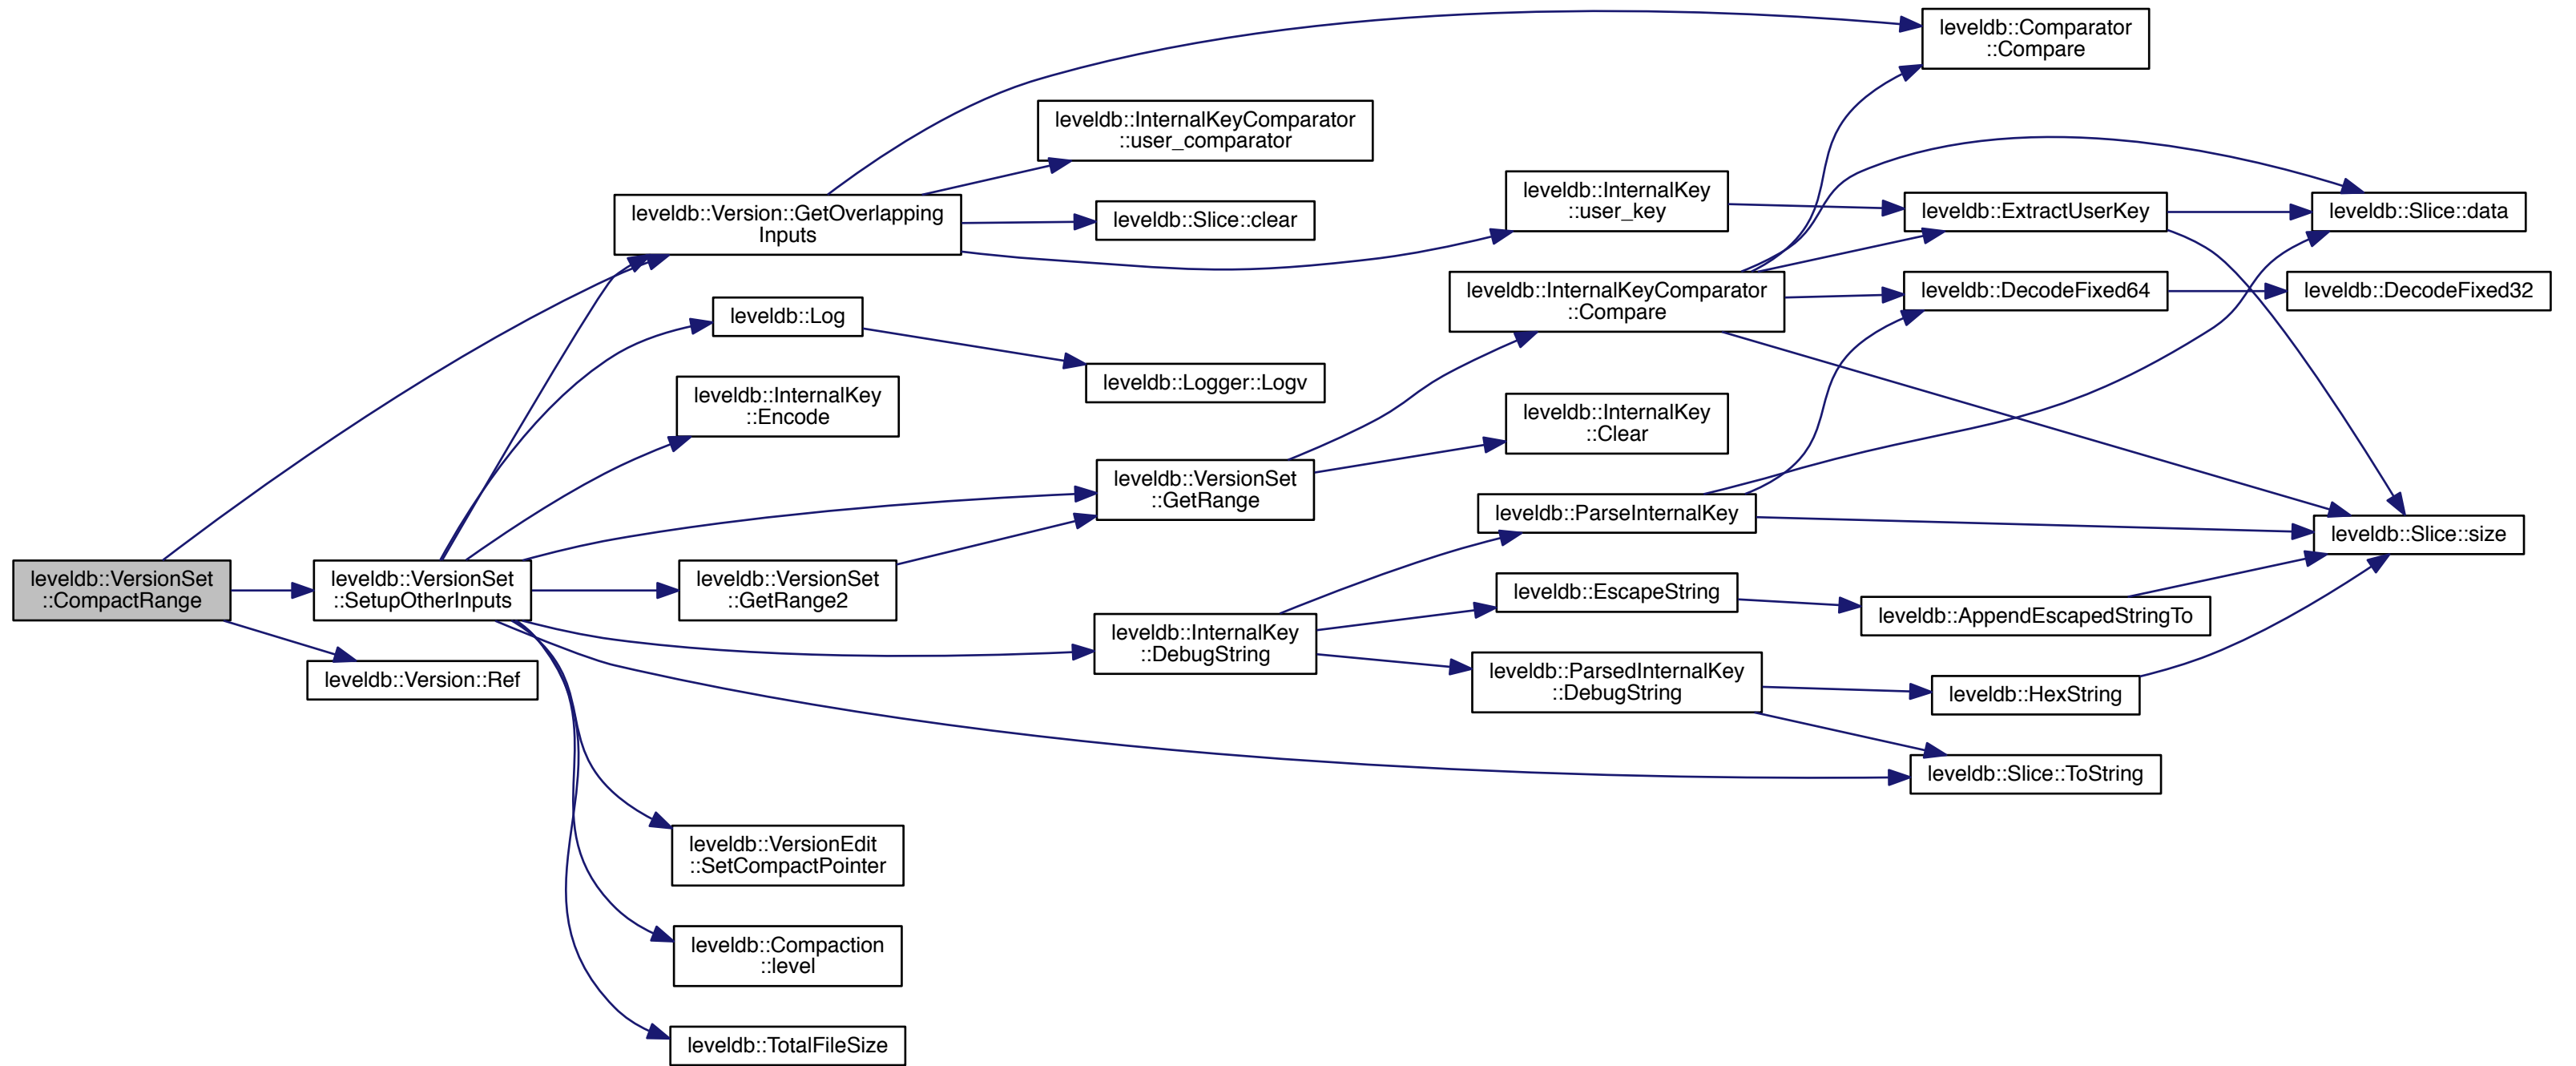 leveldb::VersionSet
::CompactRange
leveldb::VersionSet
::SetupOtherInputs
leveldb::Version::Ref
leveldb::Version::GetOverlapping
Inputs
leveldb::Log
leveldb::InternalKey
::Encode
leveldb::VersionSet
::GetRange2
leveldb::VersionEdit
::SetCompactPointer
leveldb::Compaction
::level
leveldb::TotalFileSize
leveldb::InternalKeyComparator
::user_comparator
leveldb::Slice::clear
leveldb::Logger::Logv
leveldb::VersionSet
::GetRange
leveldb::InternalKey
::DebugString
leveldb::InternalKey
::user_key
leveldb::InternalKeyComparator
::Compare
leveldb::InternalKey
::Clear
leveldb::ParseInternalKey
leveldb::EscapeString
leveldb::ParsedInternalKey
::DebugString
leveldb::Comparator
::Compare
leveldb::ExtractUserKey
leveldb::DecodeFixed64
leveldb::AppendEscapedStringTo
leveldb::HexString
leveldb::Slice::ToString
leveldb::Slice::data
leveldb::DecodeFixed32
leveldb::Slice::size